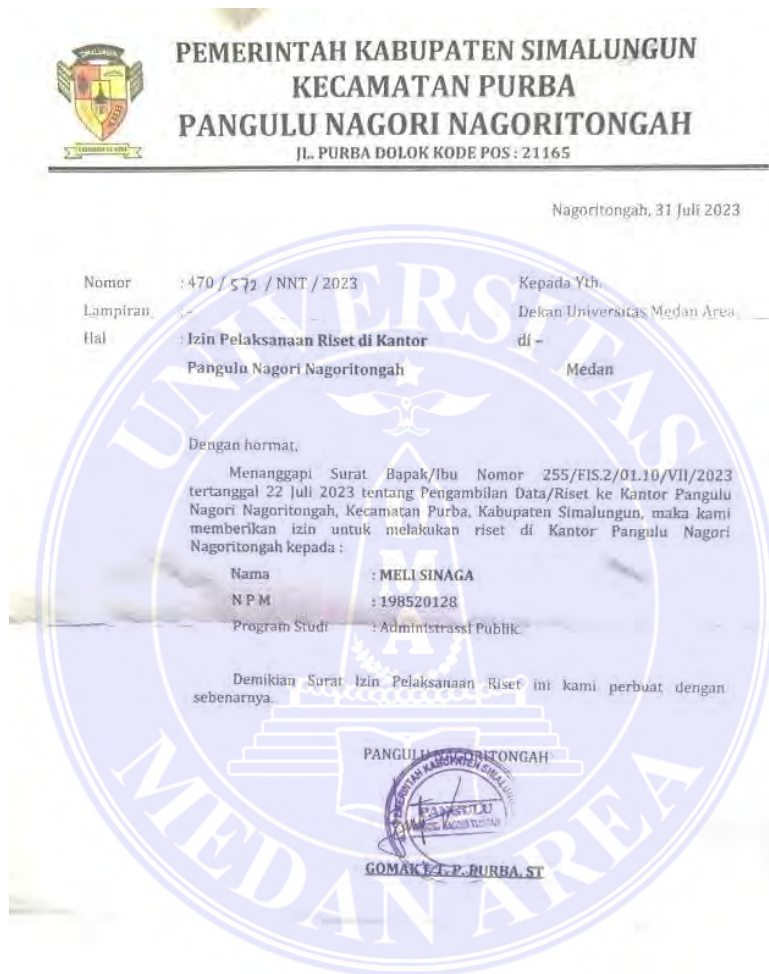 PEMERINTAH KABUPATEN SIMALUNGUN
KECAMATAN PURBA
PANGULU NAGORI NAGORITONGAH
JL. PURBA DOLOK KODE POS : 21165
Nagoritongah, 31 Juli 2023
Nomor : 470 / 572 / NNT / 2023
Lampiran : -
Hal : Izin Pelaksanaan Riset di Kantor
Pangulu Nagori Nagoritongah
Kepada Yth.
Dekan Universitas Medan Area
di –
Medan
Dengan hormat,
Menanggapi Surat Bapak/Ibu Nomor 255/FIS.2/01.10/VII/2023
tertanggal 22 Juli 2023 tentang Pengambilan Data/Riset ke Kantor Pangulu
Nagori Nagoritongah, Kecamatan Purba, Kabupaten Simalungun, maka kami
memberikan izin untuk melakukan riset di Kantor Pangulu Nagori
Nagoritongah kepada :
Nama : MELI SINAGA
N P M : 198520128
Program Studi : Administrassi Publik.
Demikian Surat Izin Pelaksanaan Riset ini kami perbuat dengan
sebenarnya.
PANGULU NAGORITONGAH
PEMERINTAH KABUPATEN
PANGULU
P. PURBA, ST
UNIVERSITAS
MEDAN AREA